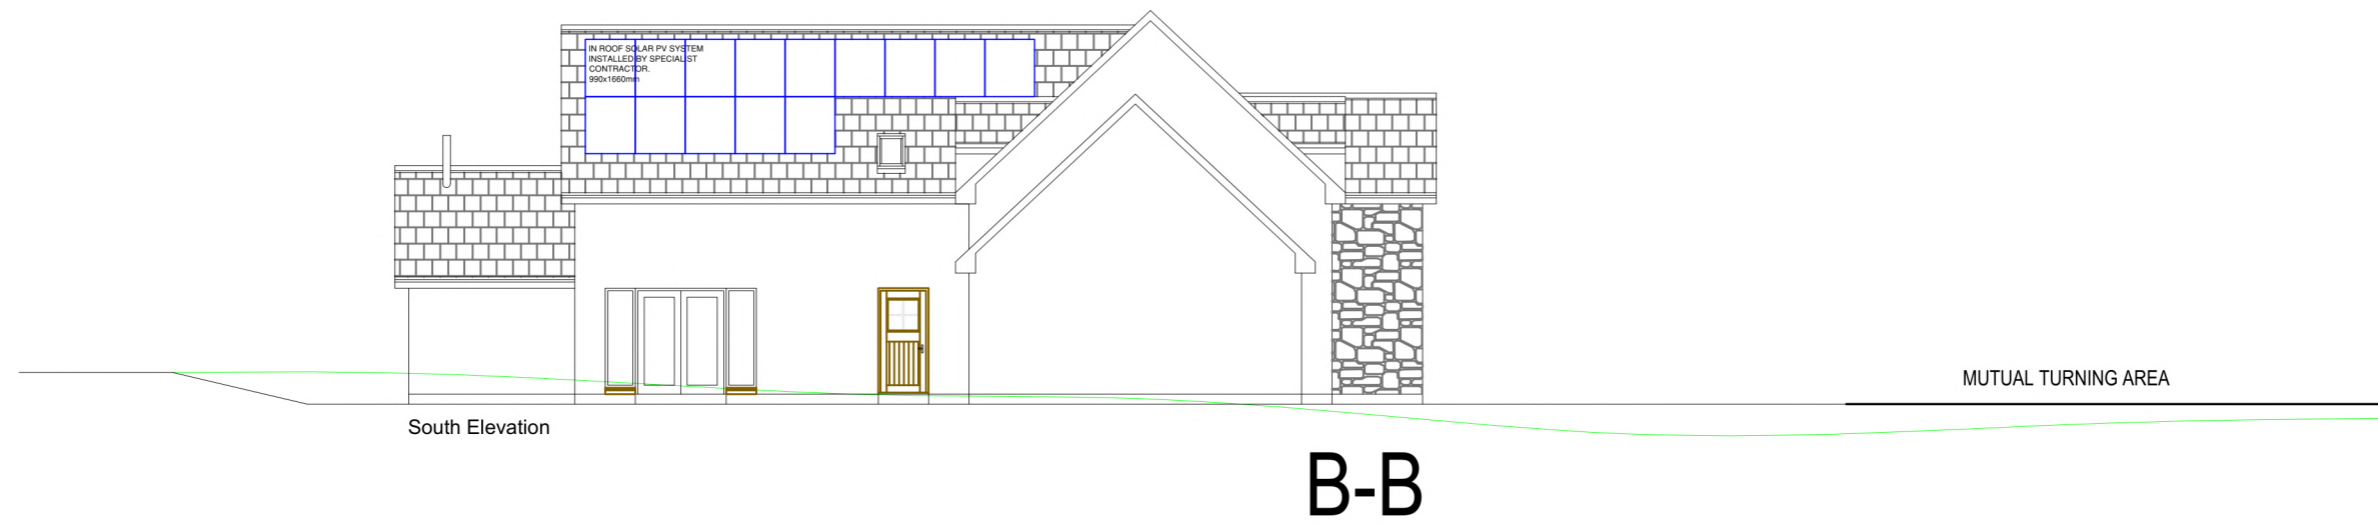 IN ROOF SOLAR PV SYSTEM
INSTALLED BY SPECIALIST
CONTRACTOR.
990x1660mm
MUTUAL TURNING AREA
South Elevation
B-B